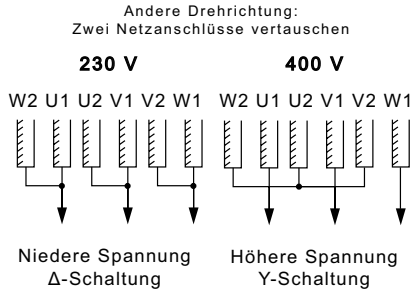 Andere Drehrichtung:
Zwei Netzanschlüsse vertauschen
230 V 400 V
W2 U1 U2 V1 V2 W1 W2 U1 U2 V1 V2 W1
Niedere Spannung Höhere Spannung
Δ-Schaltung Y-Schaltung